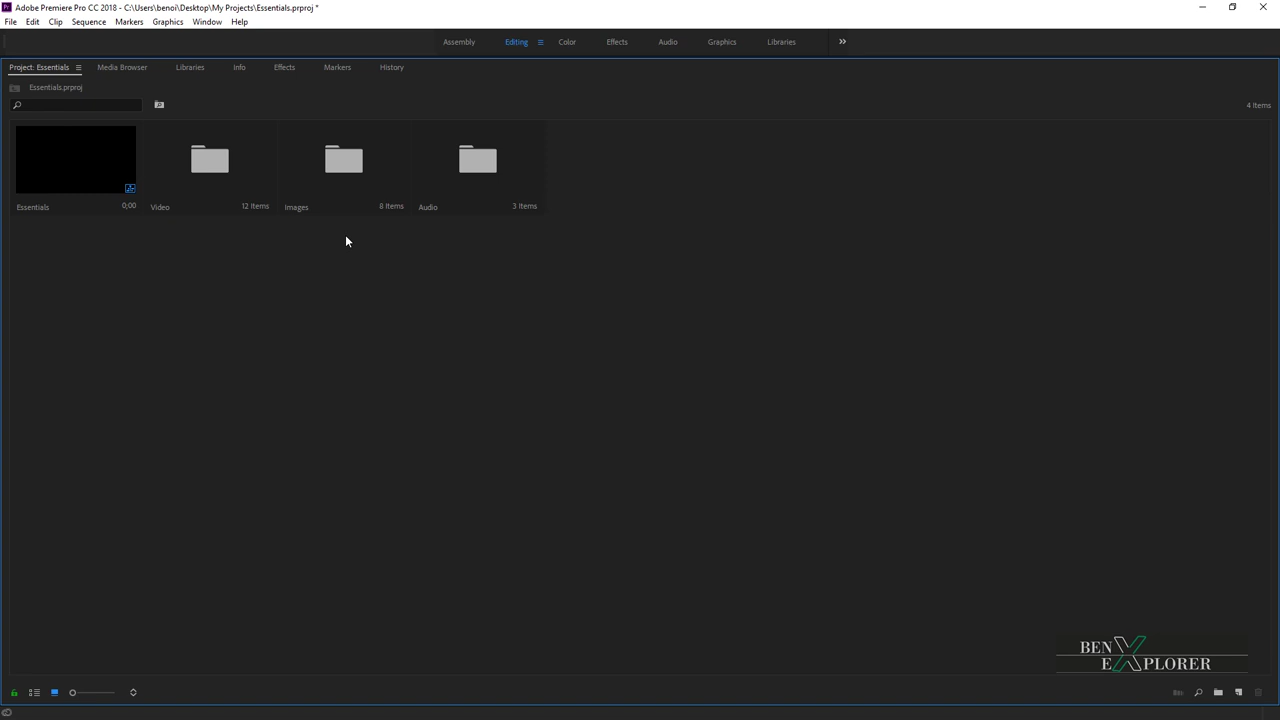 Adobe Premiere Pro CC 2018 - C:\Users\benoi\Desktop\My Projects\Essentials.prproj *
File Edit Clip Sequence Markers Graphics Window Help
Assembly Editing Color Effects Audio Graphics Libraries
Project: Essentials Media Browser Libraries Info Effects Markers History
Essentials.prproj
4 Items
Essentials 0;00 Video 12 Items Images 8 Items Audio 3 Items
BEN
EXPLORER